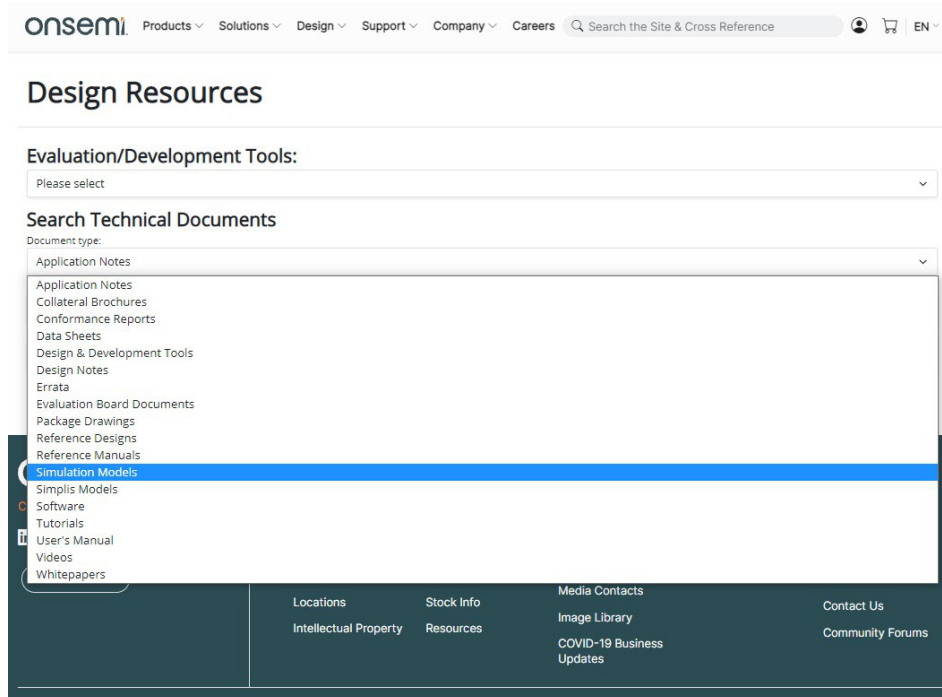 onsemi
Products Solutions Design Support Company Careers Search the Site & Cross Reference EN
Design Resources
Evaluation/Development Tools:
Please select
Search Technical Documents
Document type:
Application Notes
Application Notes
Collateral Brochures
Conformance Reports
Data Sheets
Design & Development Tools
Design Notes
Errata
Evaluation Board Documents
Package Drawings
Reference Designs
Reference Manuals
Simulation Models
Simplis Models
Software
Tutorials
User's Manual
Videos
Whitepapers
Locations
Intellectual Property
Stock Info
Resources
Media Contacts
Image Library
COVID-19 Business
Updates
Contact Us
Community Forums